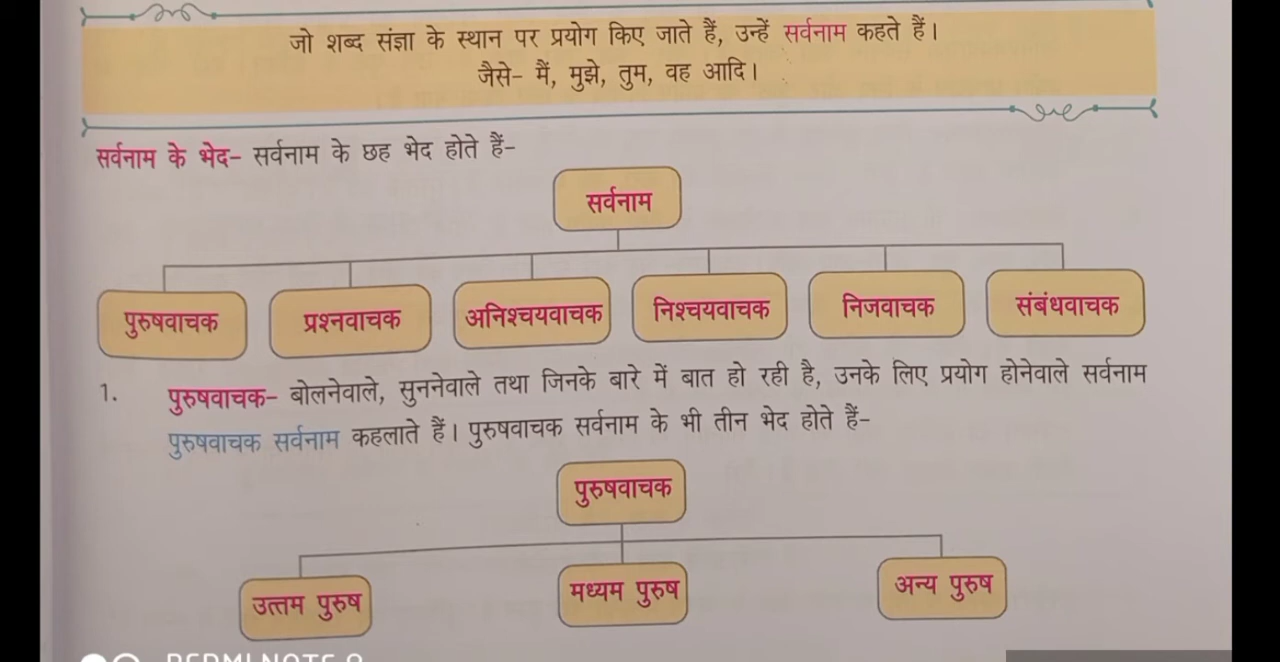 जो शब्द संज्ञा के स्थान पर प्रयोग किए जाते हैं, उन्हें सर्वनाम कहते हैं।
जैसे- मैं, मुझे, तुम, वह आदि।
सर्वनाम के भेद- सर्वनाम के छह भेद होते हैं-
सर्वनाम
पुरुषवाचक प्रश्नवाचक अनिश्चयवाचक निश्चयवाचक निजवाचक संबंधवाचक
1. पुरुषवाचक- बोलनेवाले, सुननेवाले तथा जिनके बारे में बात हो रही है, उनके लिए प्रयोग होनेवाले सर्वनाम
पुरुषवाचक सर्वनाम कहलाते हैं। पुरुषवाचक सर्वनाम के भी तीन भेद होते हैं-
पुरुषवाचक
उत्तम पुरुष मध्यम पुरुष अन्य पुरुष
REDMI NOTE